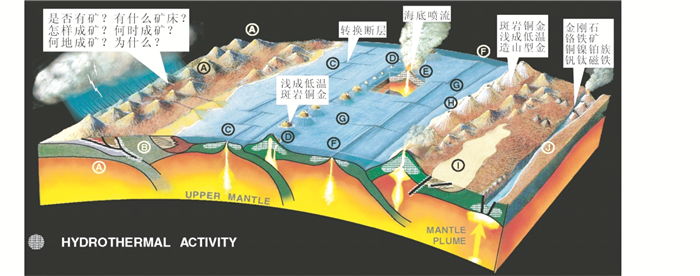 是否有矿？有什么矿床？
怎样成矿？何时成矿？
何地成矿？为什么？
转换断层
海底喷流
斑岩铜金
浅成低温
造山型金
金刚石
铬铁矿
铜镍铂族
钒钛磁铁
浅成低温
斑岩铜金
A
A
C
D
E
F
G
G
H
I
J
A
B
C
D
F
UPPER MANTLE
MANTLE
PLUME
HYDROTHERMAL ACTIVITY